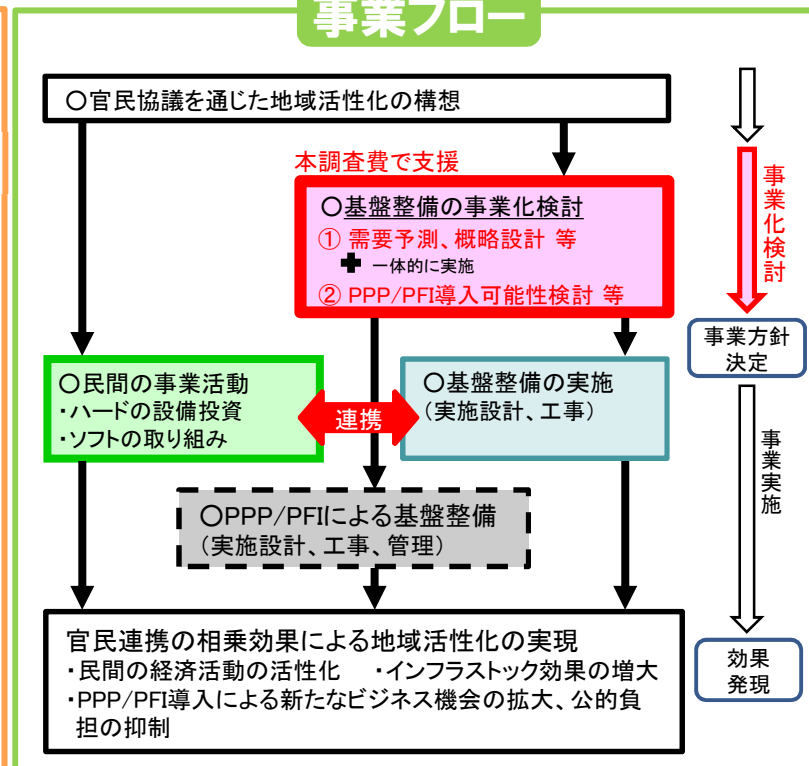 事業フロー
〇官民協議を通じた地域活性化の構想
本調査費で支援
〇基盤整備の事業化検討
① 需要予測、概略設計 等
✚ 一体的に実施
② PPP/PFI導入可能性検討 等
事業化検討
事業方針
決定
〇民間の事業活動
・ハードの設備投資
・ソフトの取り組み
連携
〇基盤整備の実施
(実施設計、工事)
事業実施
〇PPP/PFIによる基盤整備
(実施設計、工事、管理)
官民連携の相乗効果による地域活性化の実現
・民間の経済活動の活性化 ・インフラストック効果の増大
・PPP/PFI導入による新たなビジネス機会の拡大、公的負
担の抑制
効果
発現